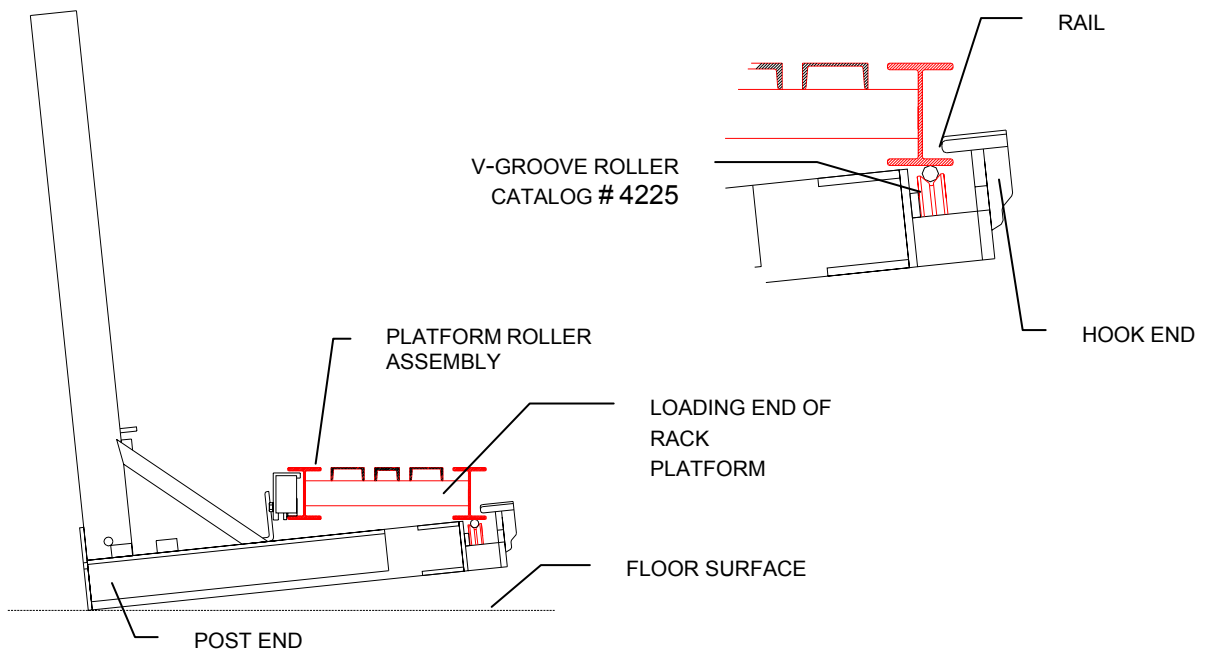 RAIL
V-GROOVE ROLLER
CATALOG # 4225
HOOK END
PLATFORM ROLLER
ASSEMBLY
LOADING END OF
RACK
PLATFORM
FLOOR SURFACE
POST END